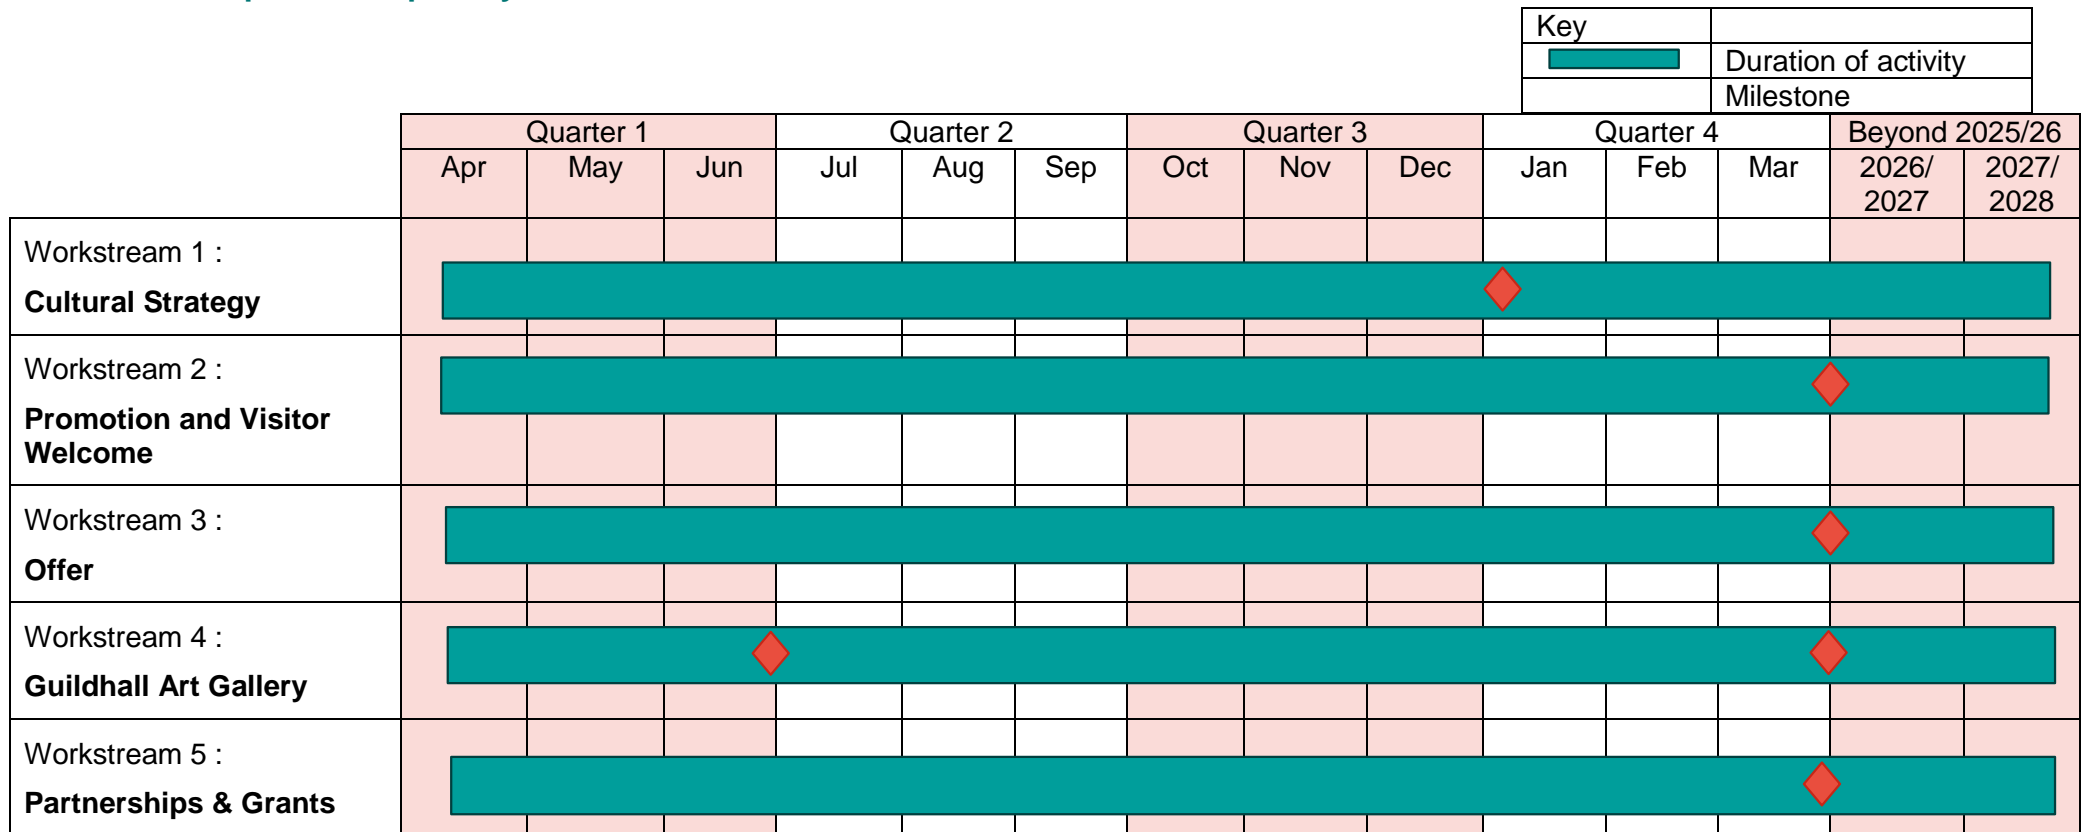 Key
Duration of activity
Milestone
Quarter 1 Quarter 2 Quarter 3 Quarter 4 Beyond 2025/26
Apr May Jun Jul Aug Sep Oct Nov Dec Jan Feb Mar 2026/ 2027/
2027 2028
Workstream 1 :
Cultural Strategy
Workstream 2 :
Promotion and Visitor
Welcome
Workstream 3 :
Offer
Workstream 4 :
Guildhall Art Gallery
Workstream 5 :
Partnerships & Grants